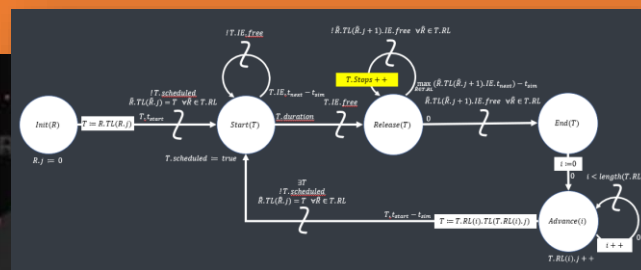 ! T.IE.free
! R̃.TL(R̃.j + 1).IE.free ∀R̃ ∈ T.RL
T.Stops + +
! T.scheduled
R̃.TL(R̃.j) = T ∀R̃ ∈ T.RL
T.IE.t_next − t_sim
max_{R̃∈T.RL} (R̃.TL(R̃.j + 1).IE.t_next) − t_sim
T.IE.free
R̃.TL(R̃.j + 1).IE.free ∀R̃ ∈ T.RL
Init(R)
T ≔ R.TL(R.j)
T, t_start
Start(T)
T.duration
Release(T)
0
End(T)
R.j = 0
T.scheduled = true
i ≔ 0
0
i < length(T.RL)
∃T
! T.scheduled
R̃.TL(R̃.j) = T ∀R̃ ∈ T.RL
T, t_start − t_sim
T ≔ T.RL(i).TL(T.RL(i).j)
Advance(i)
0
i + +
T.RL(i).j + +